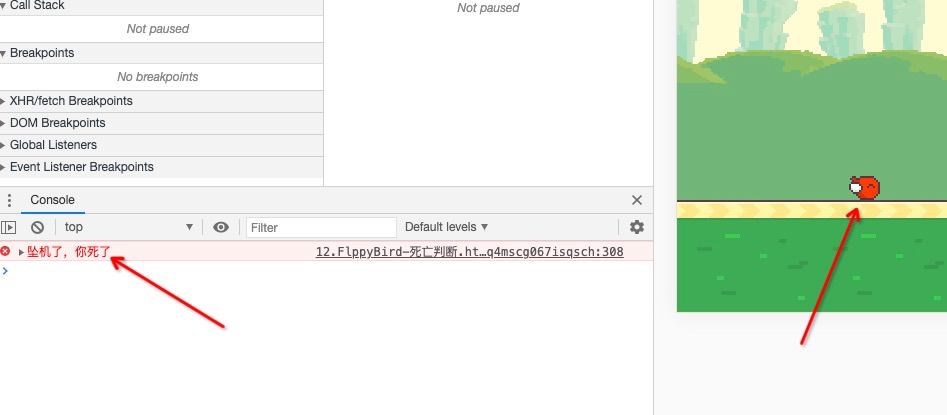 Call Stack
Not paused
Not paused
Breakpoints
No breakpoints
XHR/fetch Breakpoints
DOM Breakpoints
Global Listeners
Event Listener Breakpoints
Console
top
Filter
Default levels
坠机了，你死了
12.FlppyBird-死亡判断.ht…q4mscg067isqsch:308